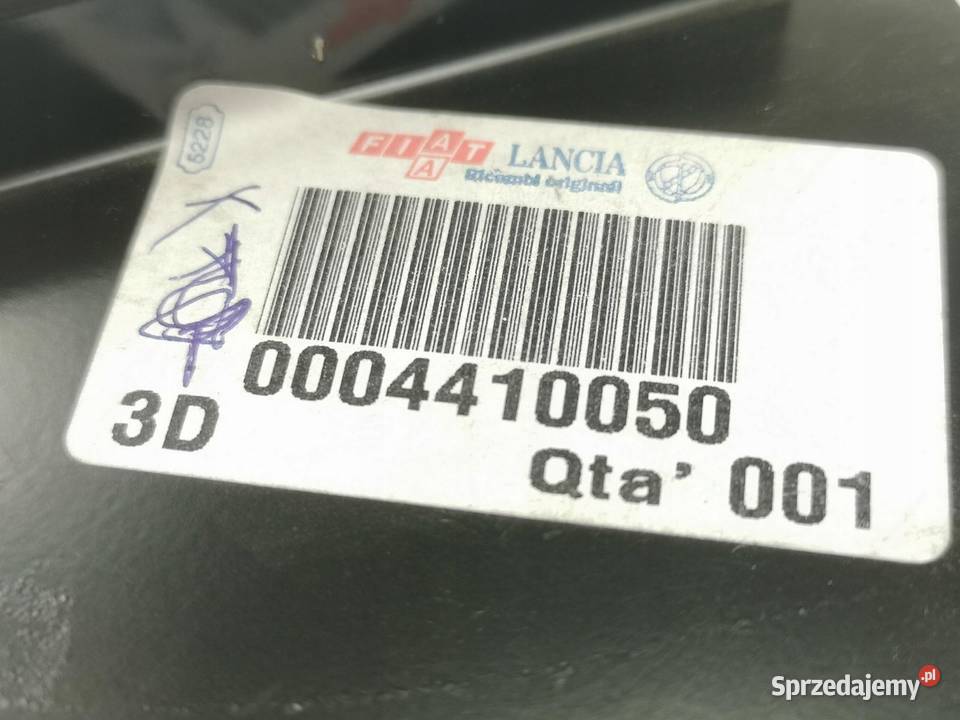 5228
FIAT LANCIA
Ricambi originali
0004410050
3D
Qta' 001
Sprzedajemy.pl